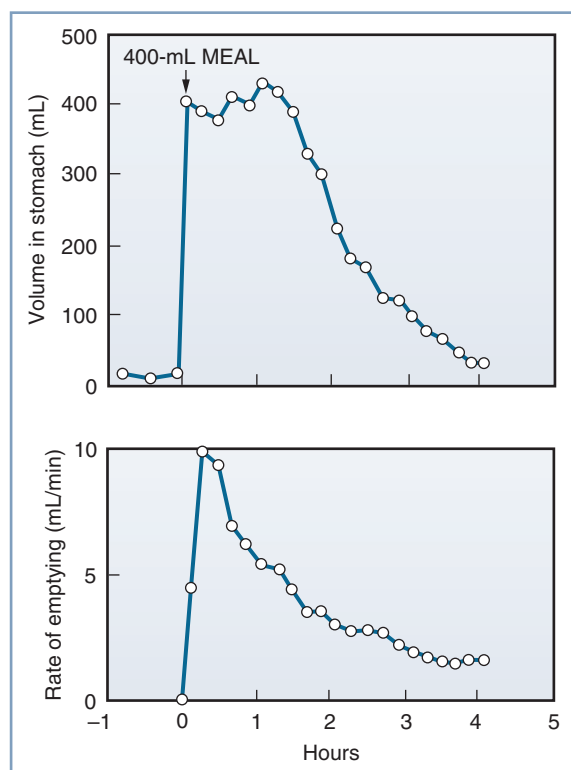 500
400-mL MEAL
400
300
200
100
0
Volume in stomach (mL)
10
5
0
Rate of emptying (mL/min)
–1 0 1 2 3 4 5
Hours